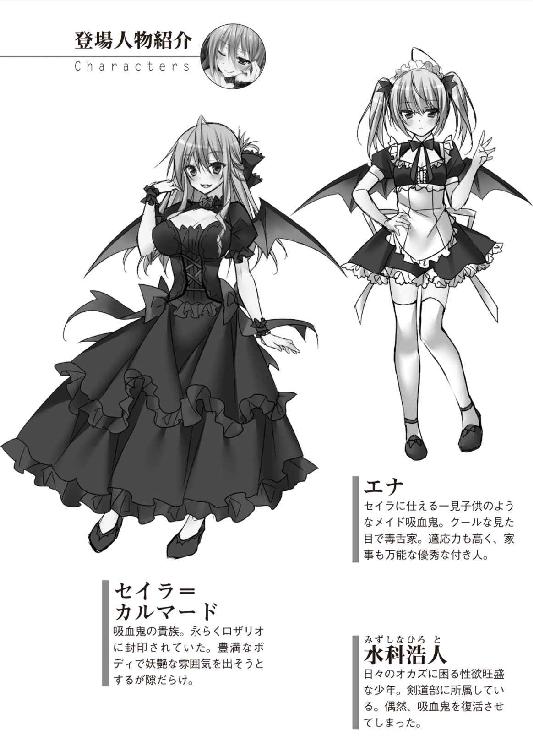 登場人物紹介
Characters
エナ
セイラに仕える一見子供のよう
なメイド吸血鬼。クールな見た
目で毒舌家。適応力も高く、家
事も万能な優秀な付き人。
セイラ＝
カルマード
吸血鬼の貴族。永らくロザリオ
に封印されていた。豊満なボ
ディで妖艶な雰囲気を出そうと
するが隙だらけ。
みずしなひろと
水科浩人
日々のオカズに困る性欲旺盛
な少年。剣道部に所属してい
る。偶然、吸血鬼を復活させ
てしまった。